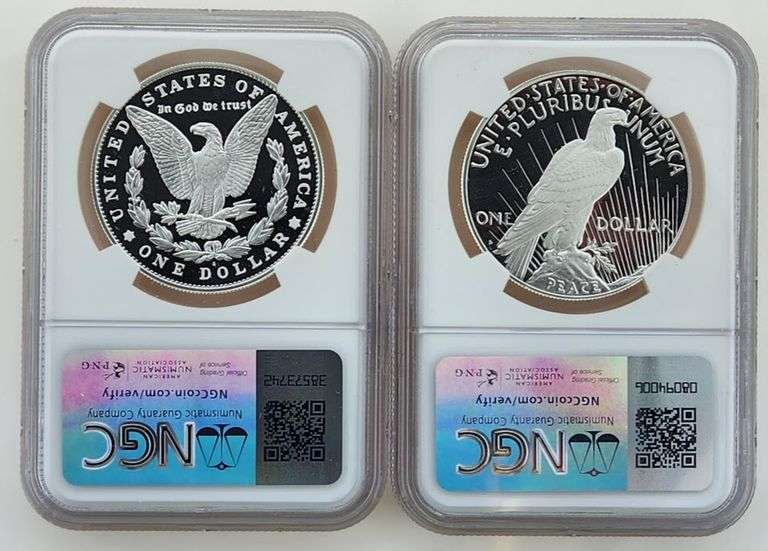 UNITED STATES OF AMERICA
In God we trust
ONE DOLLAR
UNITED·STATES·OF·AMERICA
E·PLURIBUS·UNUM
ONE DOLLAR
PEACE
NGC
Numismatic Guaranty Company
NGCcoin.com/verify
Official Grading
Service of
AMERICAN
NUMISMATIC
ASSOCIATION
PNG
38573742
NGC
Numismatic Guaranty Company
NGCcoin.com/verify
Official Grading
Service of
AMERICAN
NUMISMATIC
ASSOCIATION
PNG
08094006